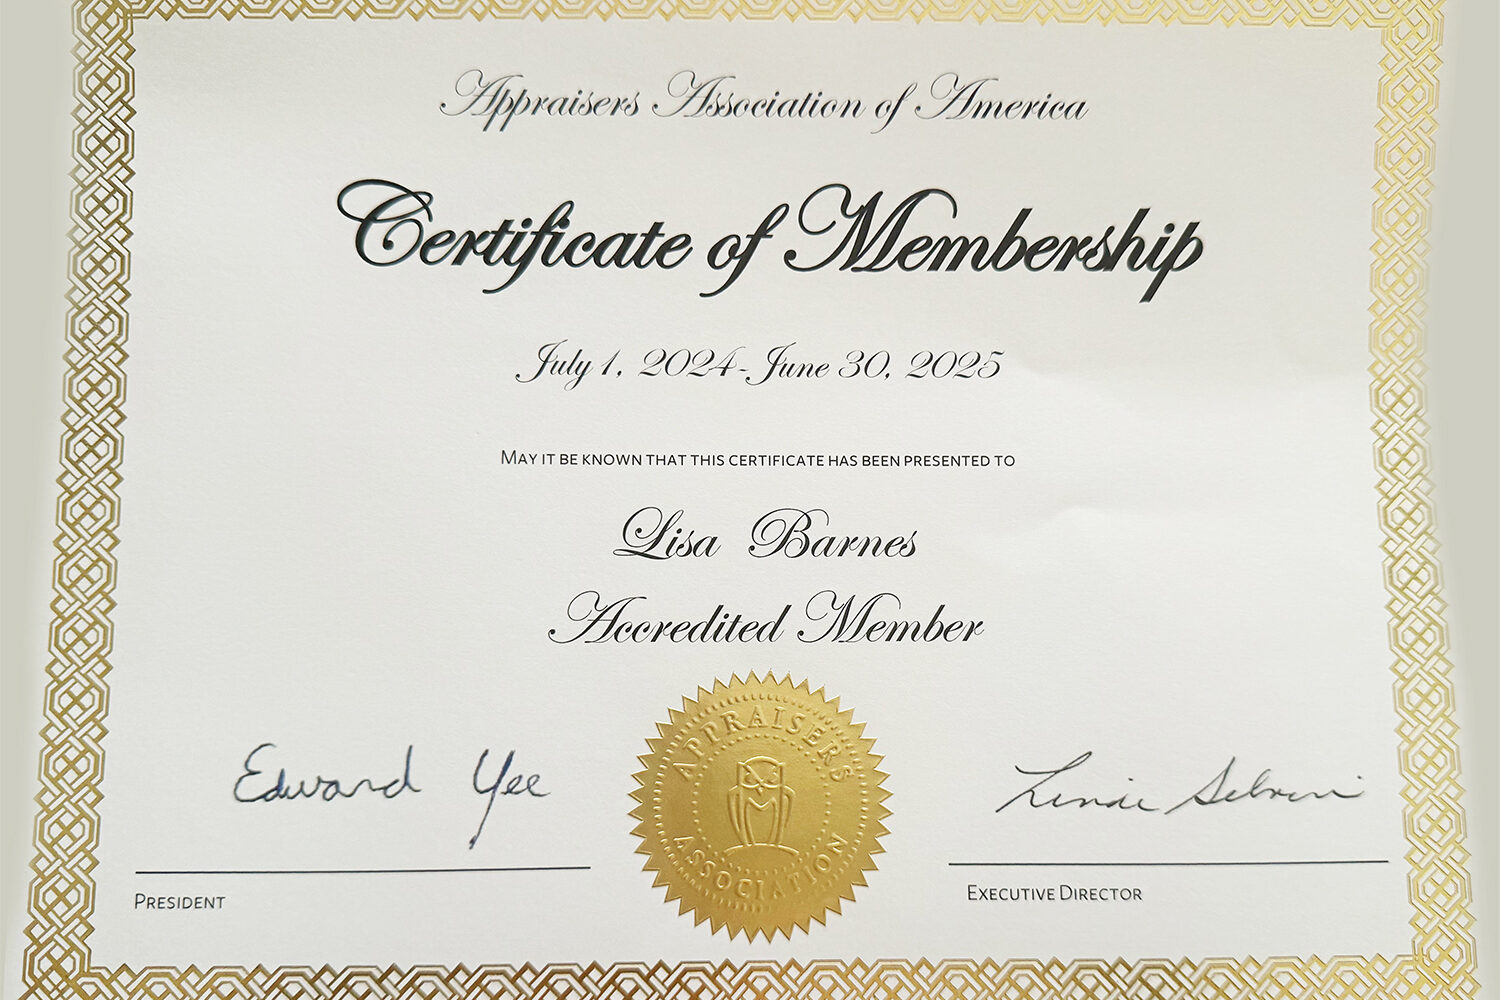 Appraisers Association of America
Certificate of Membership
July 1, 2024-June 30, 2025
May it be known that this certificate has been presented to
Lisa Barnes
Accredited Member
APPRAISERS
ASSOCIATION
Edward Yee
President
Executive Director